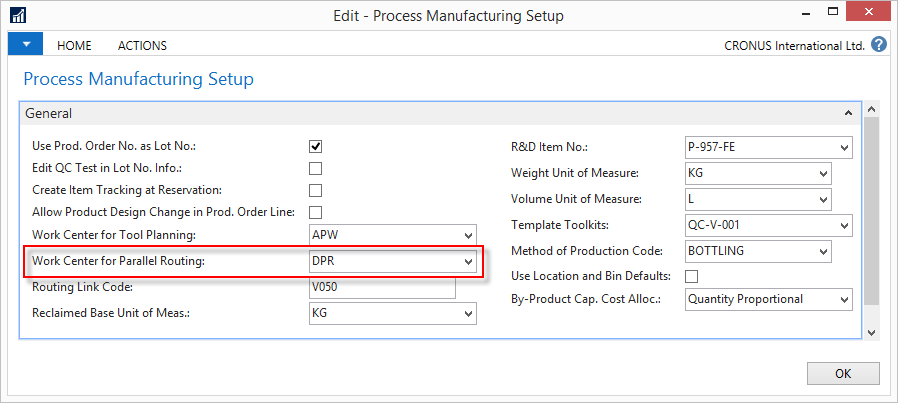 Edit - Process Manufacturing Setup
HOME ACTIONS CRONUS International Ltd. ?
Process Manufacturing Setup
General
Use Prod. Order No. as Lot No.:
Edit QC Test in Lot No. Info.:
Create Item Tracking at Reservation:
Allow Product Design Change in Prod. Order Line:
Work Center for Tool Planning: APW
Work Center for Parallel Routing: DPR
Routing Link Code: V050
Reclaimed Base Unit of Meas.: KG
R&D Item No.: P-957-FE
Weight Unit of Measure: KG
Volume Unit of Measure: L
Template Toolkits: QC-V-001
Method of Production Code: BOTTLING
Use Location and Bin Defaults:
By-Product Cap. Cost Alloc.: Quantity Proportional
OK